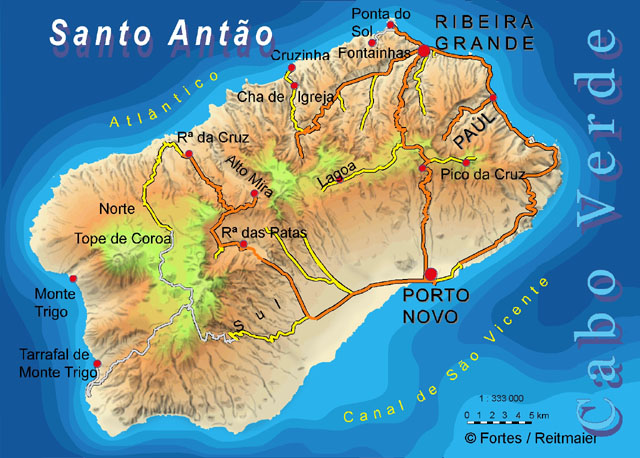 Santo Antão
Ponta do
Sol
RIBEIRA
GRANDE
Fontainhas
Cruzinha
Cha de Igreja
Atlântico
Rª da Cruz
Alto Mira
Lagoa
PAÚL
Pico da Cruz
Norte
Tope de Coroa
Rª das Patas
Monte
Trigo
Sul
PORTO
NOVO
Tarrafal de
Monte Trigo
Canal de São Vicente
Cabo Verde
1 : 333 000
0 1 2 3 4 5 km
© Fortes / Reitmaier